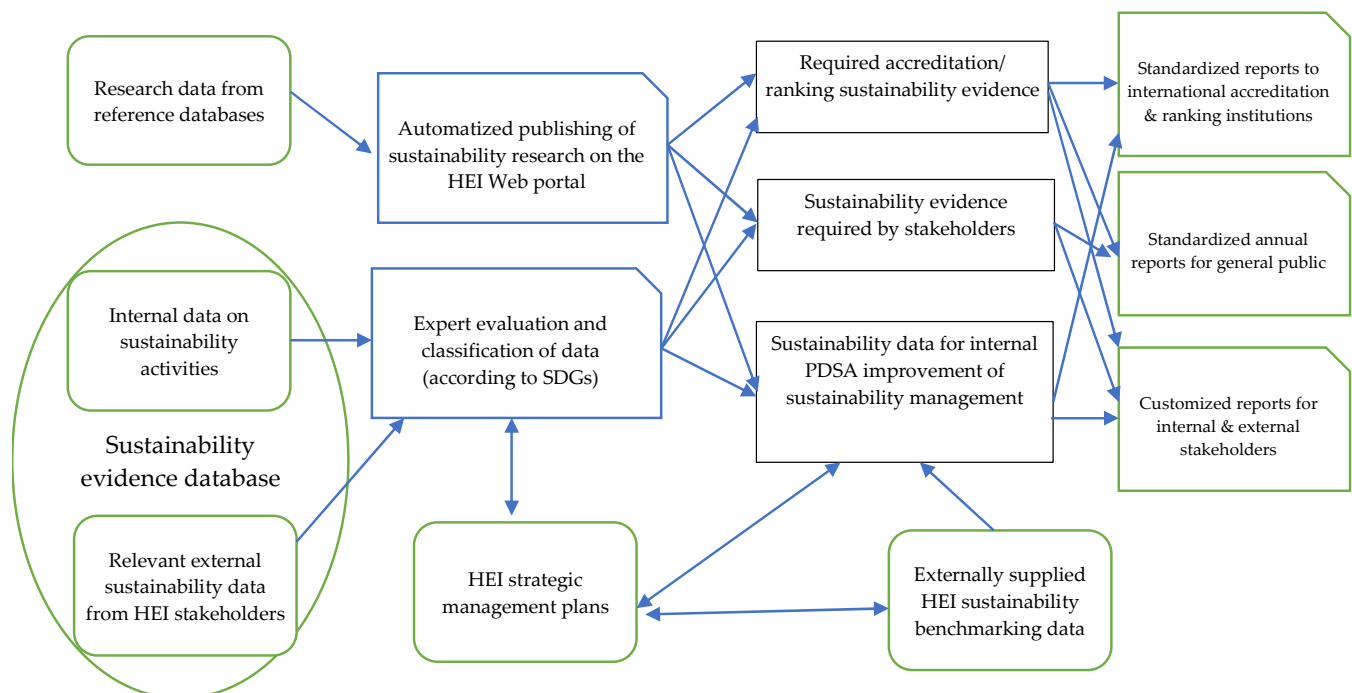 Research data from
reference databases
Automatized publishing of
sustainability research on the
HEI Web portal
Required accreditation/
ranking sustainability evidence
Standardized reports to
international accreditation
& ranking institutions
Sustainability evidence
required by stakeholders
Standardized annual
reports for general public
Internal data on
sustainability
activities
Expert evaluation and
classification of data
(according to SDGs)
Sustainability data for internal
PDSA improvement of
sustainability management
Customized reports for
internal & external
stakeholders
Sustainability
evidence database
Relevant external
sustainability data
from HEI stakeholders
HEI strategic
management plans
Externally supplied
HEI sustainability
benchmarking data